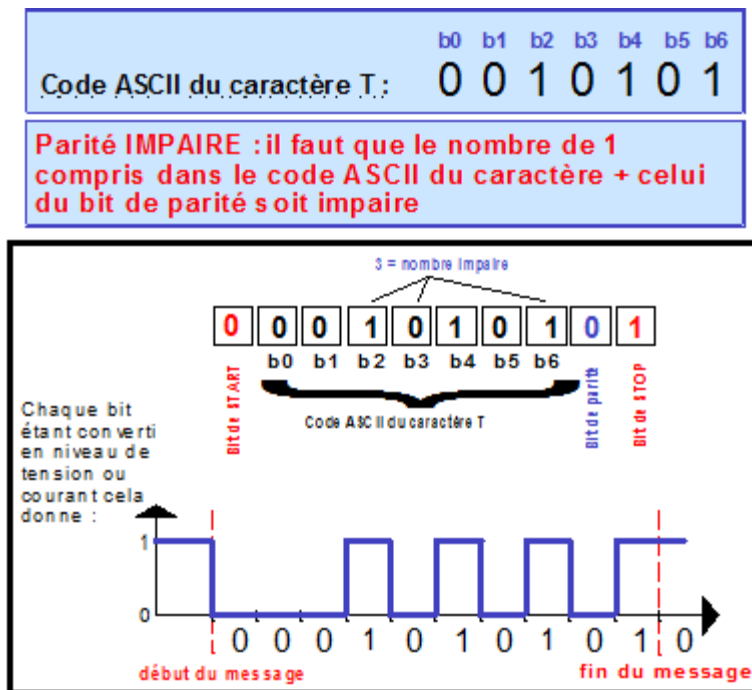 b0 b1 b2 b3 b4 b5 b6
Code ASCII du caractère T : 0 0 1 0 1 0 1
Parité IMPAIRE : il faut que le nombre de 1
compris dans le code ASCII du caractère + celui
du bit de parité soit impaire
3 = nombre impaire
0 0 0 1 0 1 0 1 0 1
b0 b1 b2 b3 b4 b5 b6
Bit de START
Code ASCII du caractère T
Bit de parité
Bit de STOP
Chaque bit
étant converti
en niveau de
tension ou
courant cela
donne :
1
0
0 0 0 1 0 1 0 1 0 1 0
début du message
fin du message